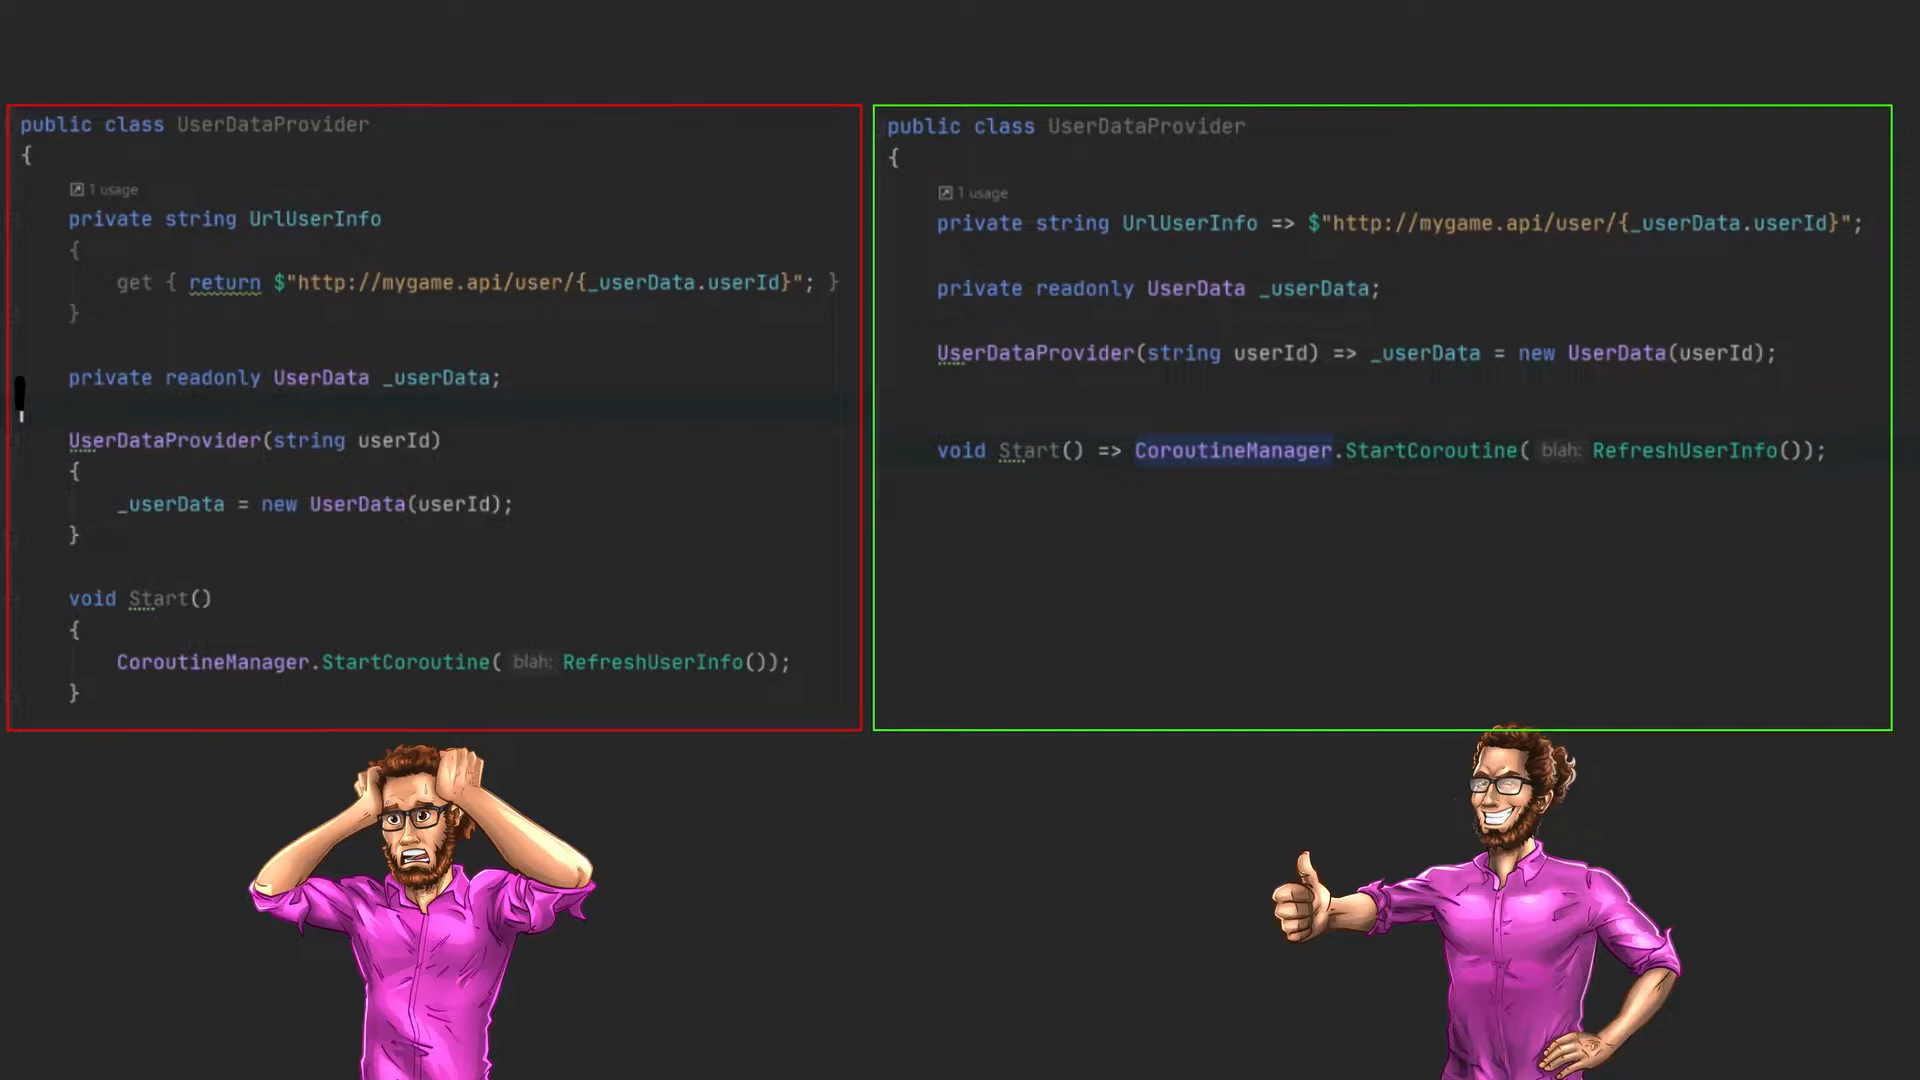 public class UserDataProvider
{
1 usage
private string UrlUserInfo
{
get { return $"http://mygame.api/user/{_userData.userId}"; }
}
private readonly UserData _userData;
UserDataProvider(string userId)
{
_userData = new UserData(userId);
}
void Start()
{
CoroutineManager.StartCoroutine( blah: RefreshUserInfo());
}
public class UserDataProvider
{
1 usage
private string UrlUserInfo => $"http://mygame.api/user/{_userData.userId}";
private readonly UserData _userData;
UserDataProvider(string userId) => _userData = new UserData(userId);
void Start() => CoroutineManager.StartCoroutine( blah: RefreshUserInfo());